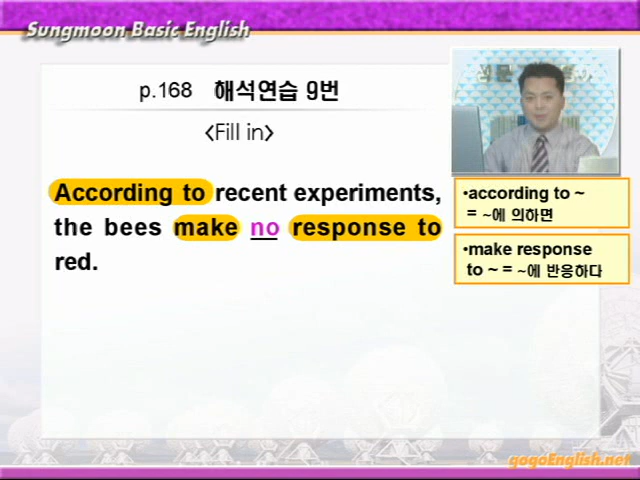 Sungmoon Basic English
p.168 해석연습 9번
<Fill in>
According to recent experiments,
the bees make no response to
red.
•according to ~
= ~에 의하면
•make response
to ~ = ~에 반응하다
gogoEnglish.net